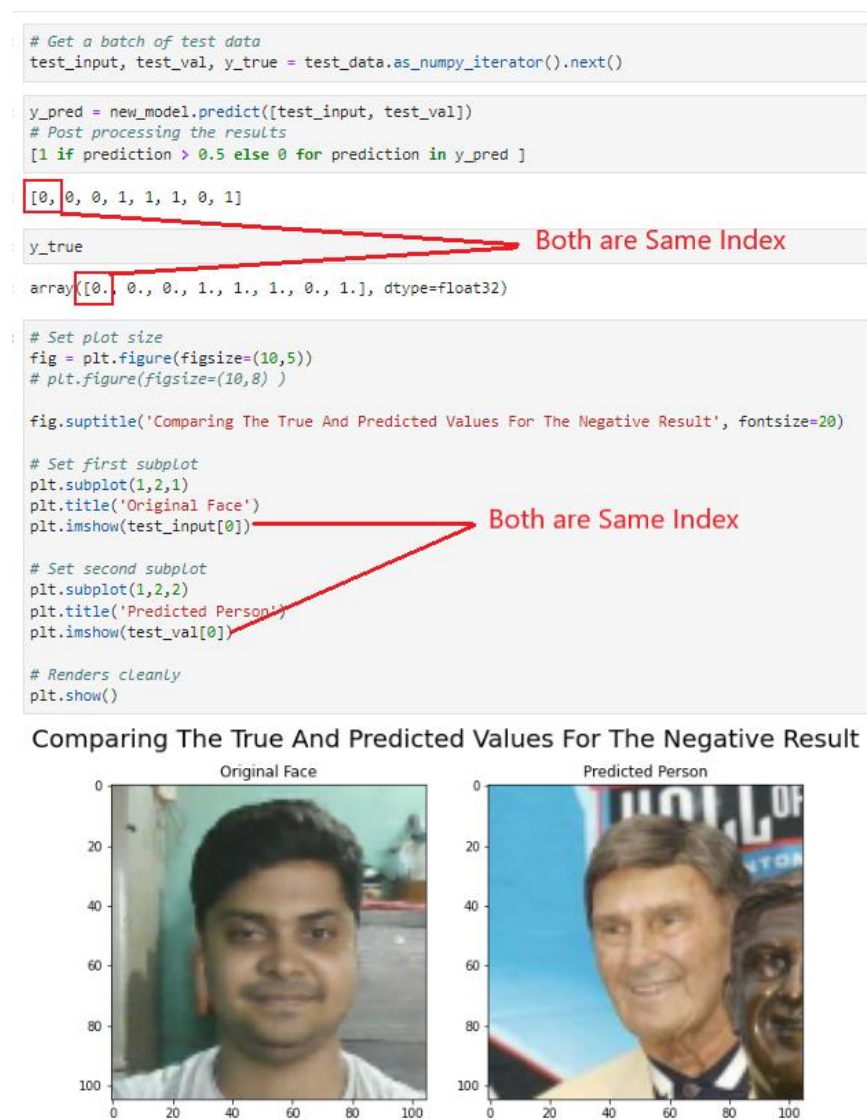 # Get a batch of test data
test_input, test_val, y_true = test_data.as_numpy_iterator().next()
y_pred = new_model.predict([test_input, test_val])
# Post processing the results
[1 if prediction > 0.5 else 0 for prediction in y_pred ]
[0, 0, 0, 1, 1, 1, 0, 1]
Both are Same Index
y_true
array([0., 0., 0., 1., 1., 1., 0., 1.], dtype=float32)
# Set plot size
fig = plt.figure(figsize=(10,5))
# plt.figure(figsize=(10,8) )
fig.suptitle('Comparing The True And Predicted Values For The Negative Result', fontsize=20)
# Set first subplot
plt.subplot(1,2,1)
plt.title('Original Face')
plt.imshow(test_input[0])
Both are Same Index
# Set second subplot
plt.subplot(1,2,2)
plt.title('Predicted Person')
plt.imshow(test_val[0])
# Renders cleanly
plt.show()
Comparing The True And Predicted Values For The Negative Result
Original Face
Predicted Person
0
20
40
60
80
100
0 20 40 60 80 100
0
20
40
60
80
100
0 20 40 60 80 100
HALL OF
NTON